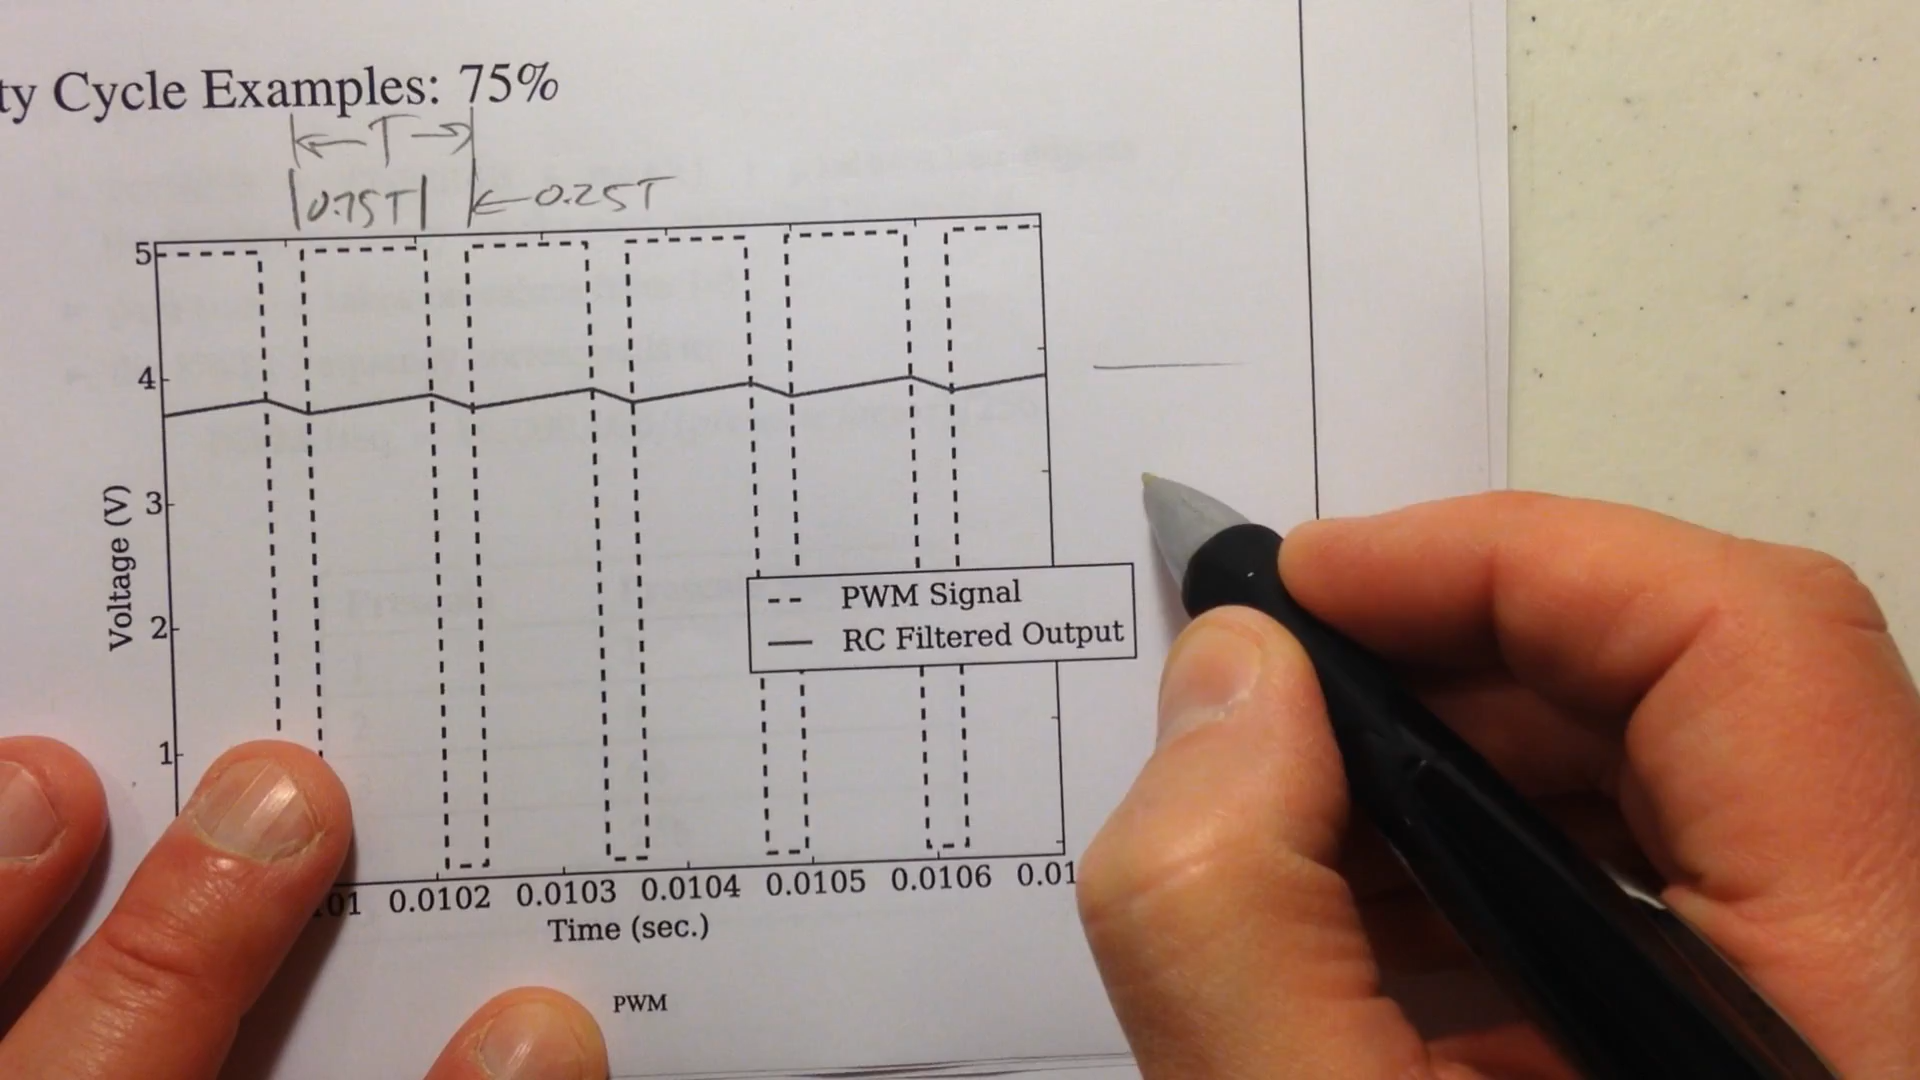 ty Cycle Examples: 75%
|←T→|
|0.75T| |←0.25T
5
4
3
2
1
Voltage (V)
PWM Signal
RC Filtered Output
.01 0.0102 0.0103 0.0104 0.0105 0.0106 0.01
Time (sec.)
PWM